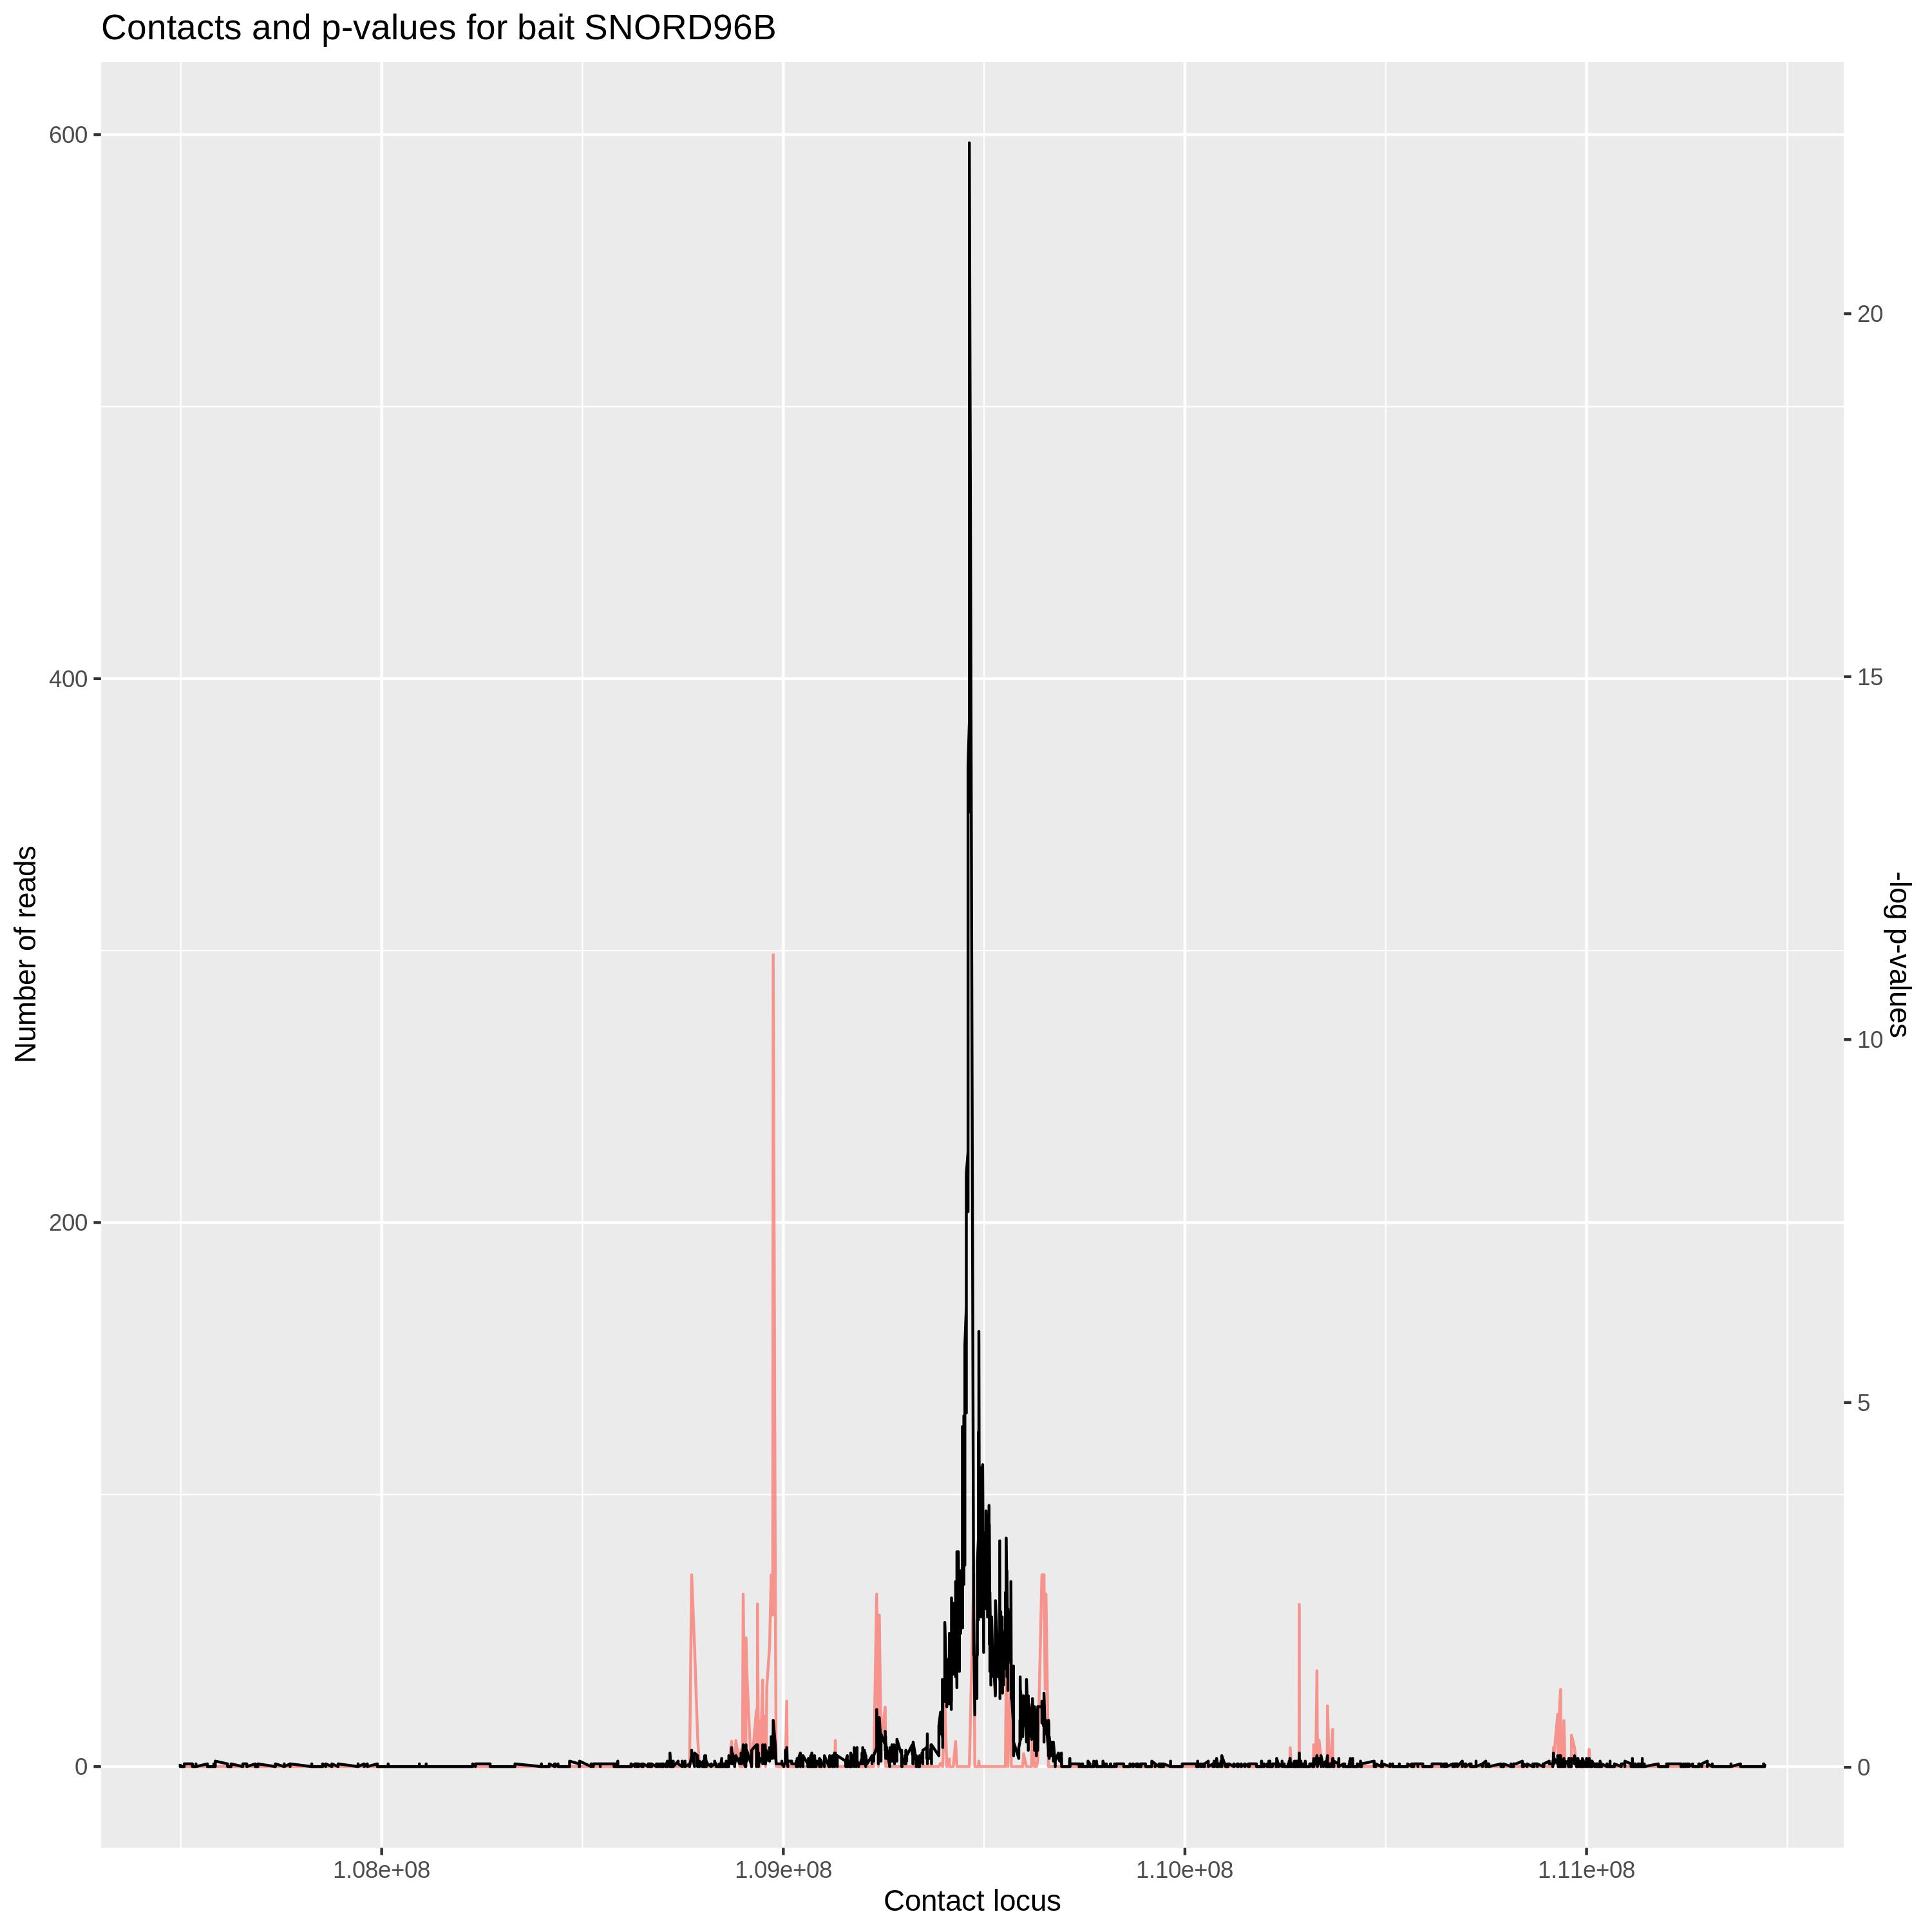 Contacts and p-values for bait SNORD96B
600
400
200
0
Number of reads
20
15
10
5
0
-log p-values
1.08e+08
1.09e+08
1.10e+08
1.11e+08
Contact locus